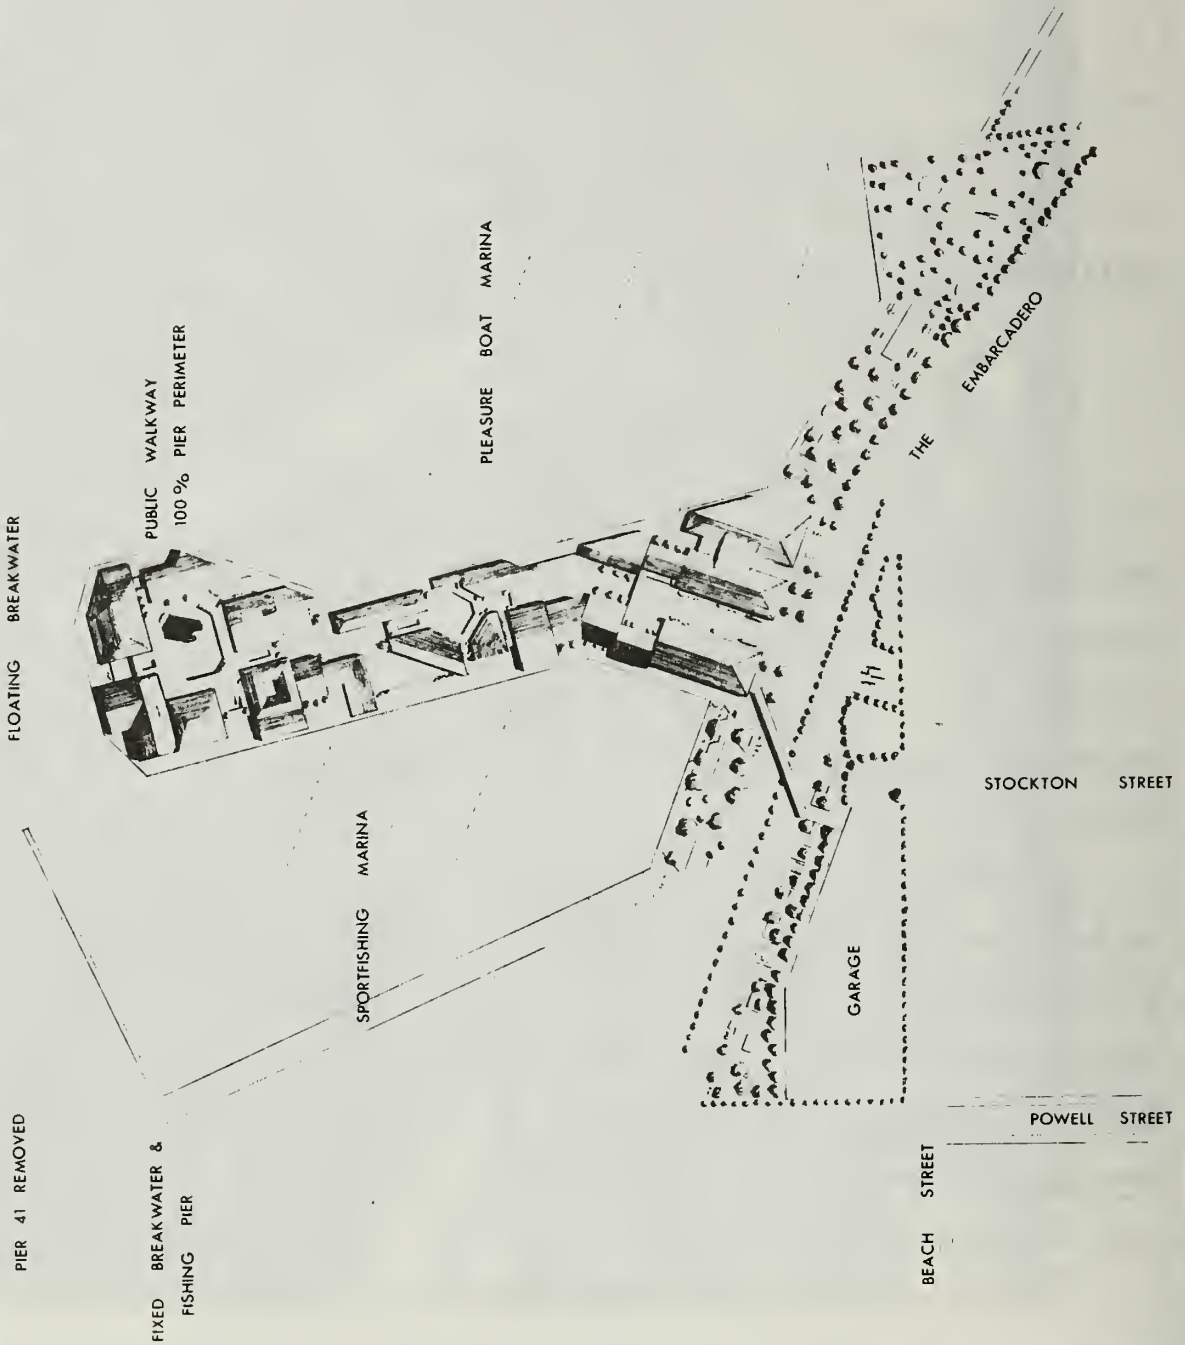 PIER 41 REMOVED
FLOATING BREAKWATER
FIXED BREAKWATER &
FISHING PIER
PUBLIC WALKWAY
100 % PIER PERIMETER
SPORTFISHING MARINA
PLEASURE BOAT MARINA
GARAGE
THE EMBARCADERO
BEACH STREET
STOCKTON STREET
POWELL STREET